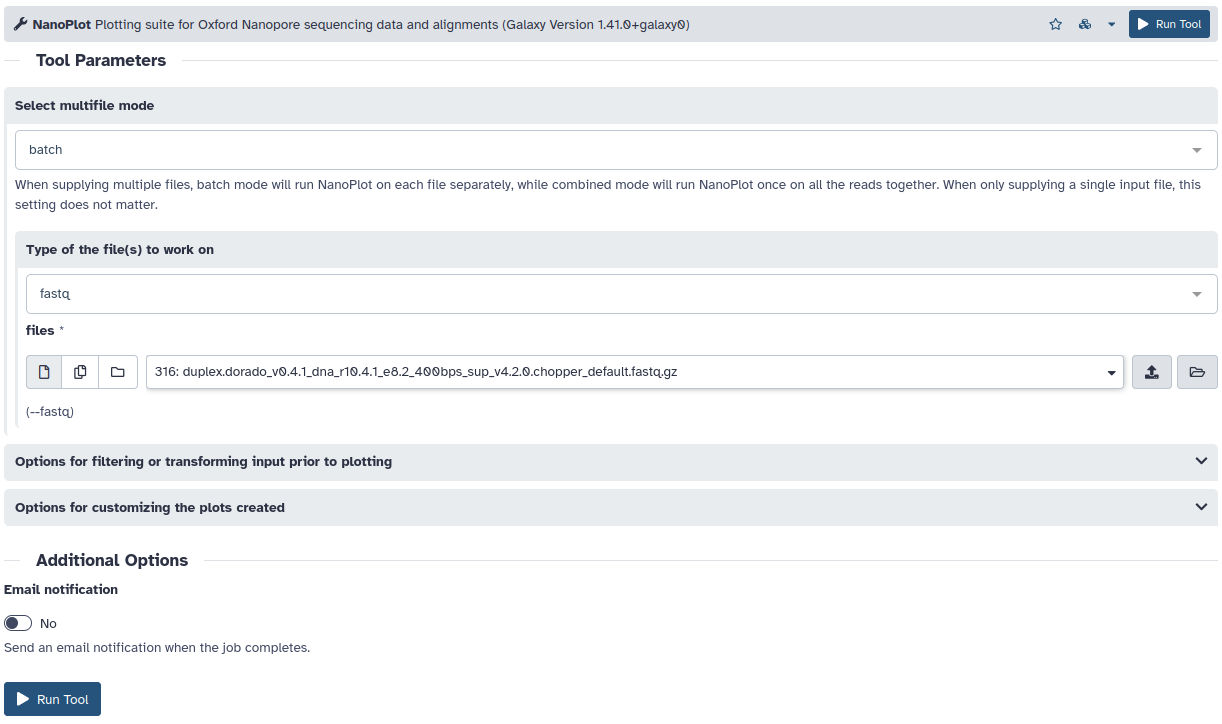 NanoPlot Plotting suite for Oxford Nanopore sequencing data and alignments (Galaxy Version 1.41.0+galaxy0)
Run Tool
Tool Parameters
Select multifile mode
batch
When supplying multiple files, batch mode will run NanoPlot on each file separately, while combined mode will run NanoPlot once on all the reads together. When only supplying a single input file, this
setting does not matter.
Type of the file(s) to work on
fastq
files *
316: duplex.dorado_v0.4.1_dna_r10.4.1_e8.2_400bps_sup_v4.2.0.chopper_default.fastq.gz
(--fastq)
Options for filtering or transforming input prior to plotting
Options for customizing the plots created
Additional Options
Email notification
No
Send an email notification when the job completes.
Run Tool